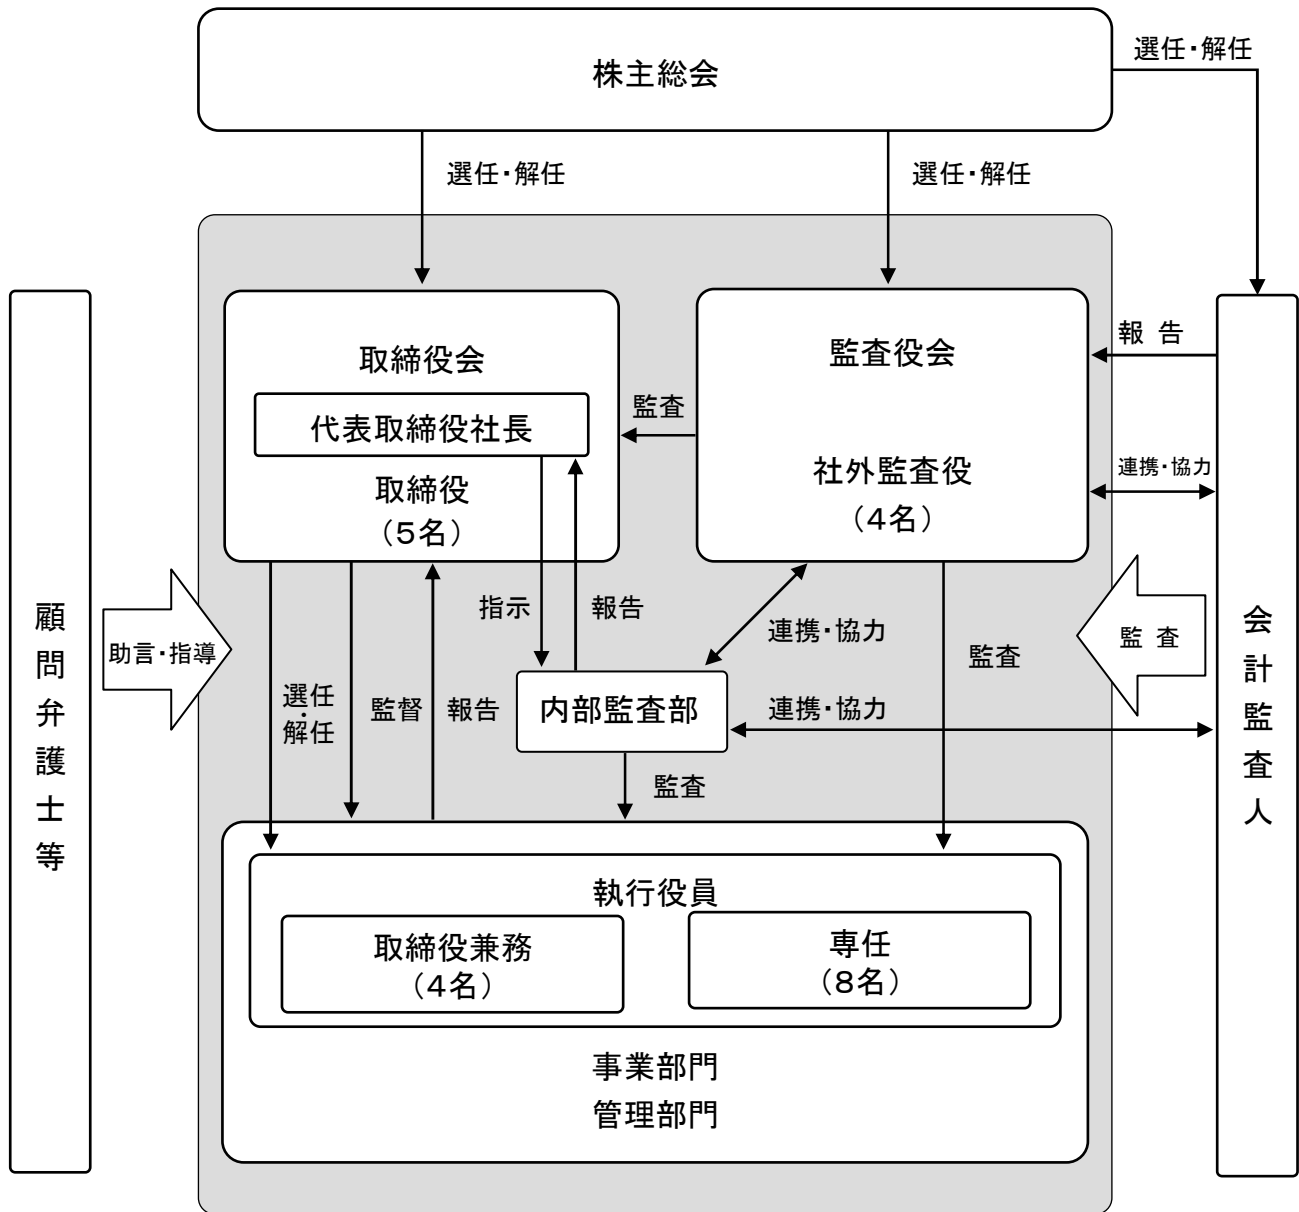 株主総会
選任・解任
選任・解任
選任・解任
取締役会
代表取締役社長
取締役
(5名)
監査
監査役会
社外監査役
(4名)
報 告
連携・協力
顧問弁護士等
助言・指導
会計監査人
監 査
指示
報告
連携・協力
監査
選任・解任
監督
報告
内部監査部
連携・協力
監査
執行役員
取締役兼務
(4名)
専任
(8名)
事業部門
管理部門